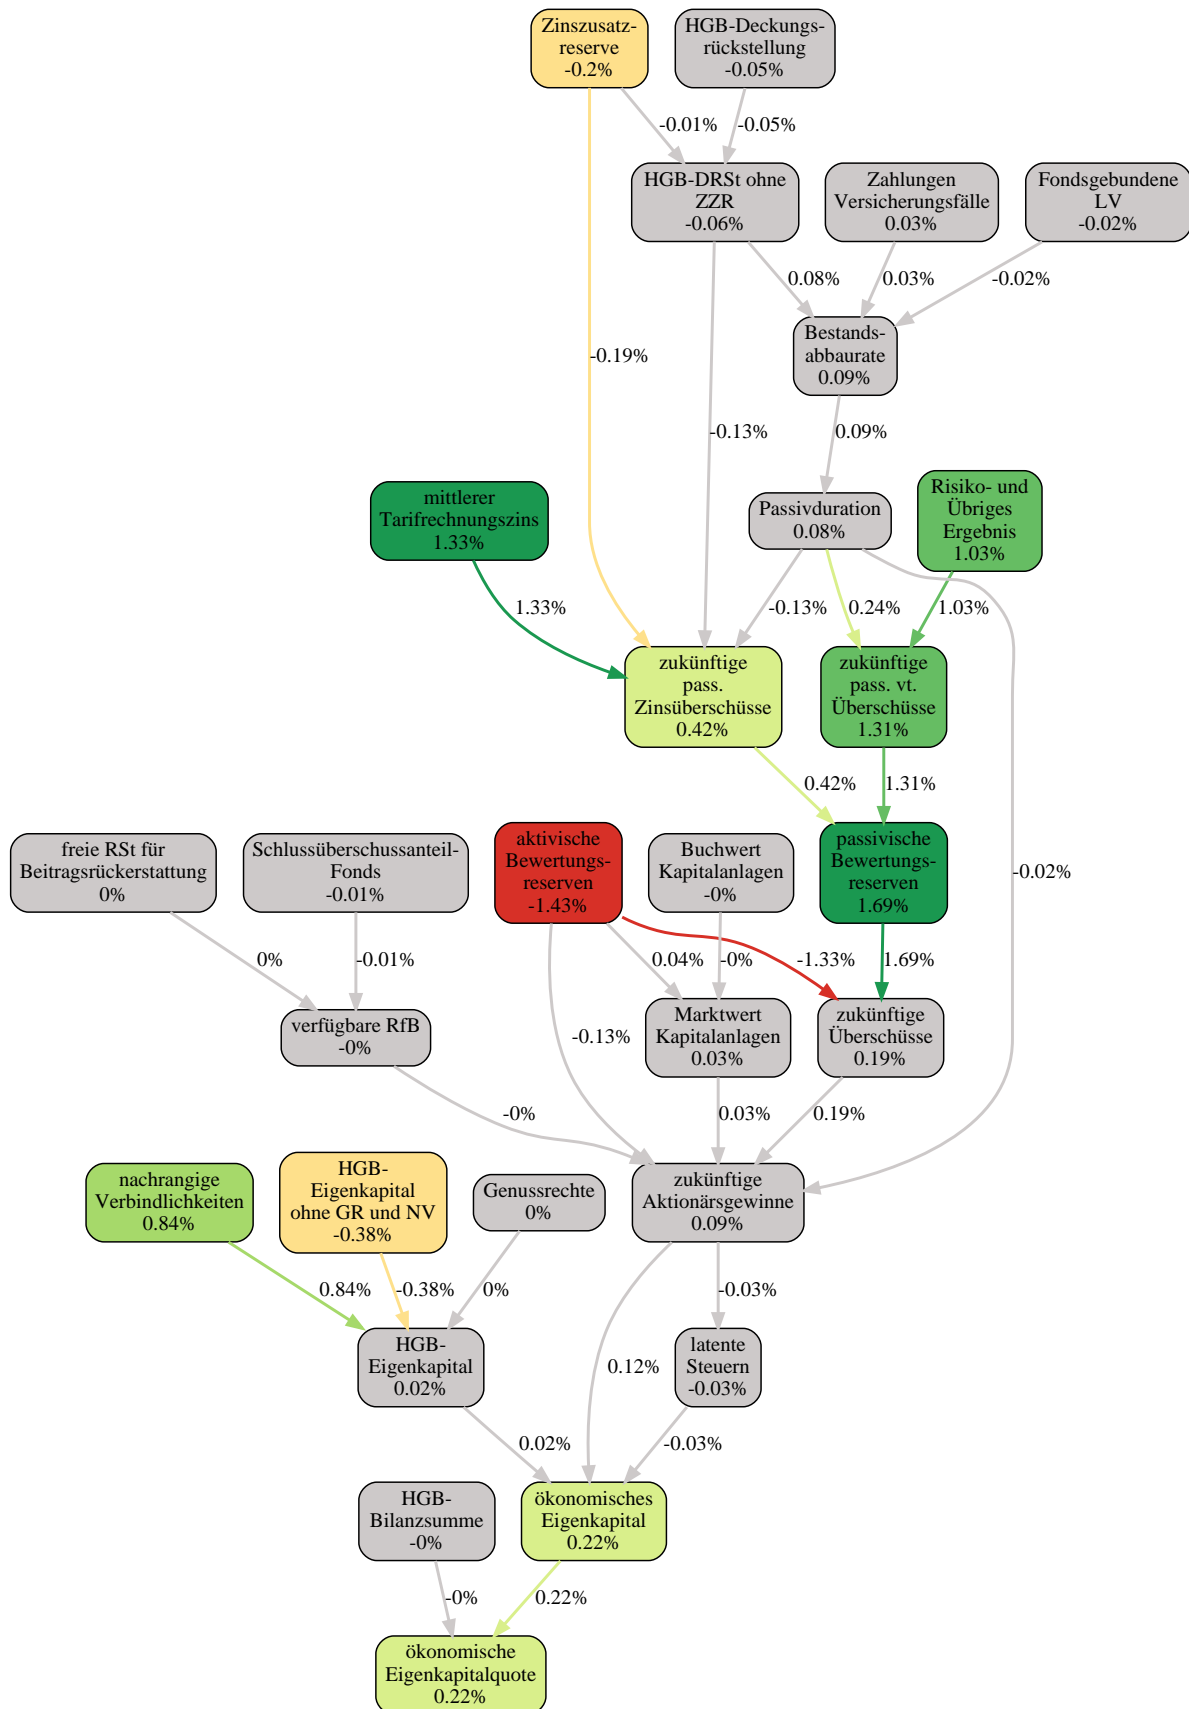 Zinszusatz-
reserve
-0.2%
HGB-Deckungs-
rückstellung
-0.05%
-0.01%
-0.05%
HGB-DRSt ohne
ZZR
-0.06%
Zahlungen
Versicherungsfälle
0.03%
Fondsgebundene
LV
-0.02%
0.08%
0.03%
-0.02%
Bestands-
abbaurate
0.09%
-0.19%
-0.13%
0.09%
mittlerer
Tarifrechnungszins
1.33%
Passivduration
0.08%
Risiko- und
Übriges
Ergebnis
1.03%
1.33%
-0.13%
0.24%
1.03%
zukünftige
pass.
Zinsüberschüsse
0.42%
zukünftige
pass. vt.
Überschüsse
1.31%
0.42%
1.31%
freie RSt für
Beitragsrückerstattung
0%
Schlussüberschussanteil-
Fonds
-0.01%
aktivische
Bewertungs-
reserven
-1.43%
Buchwert
Kapitalanlagen
-0%
passivische
Bewertungs-
reserven
1.69%
-0.02%
0%
-0.01%
0.04%
-0%
-1.33%
1.69%
verfügbare RfB
-0%
-0.13%
Marktwert
Kapitalanlagen
0.03%
zukünftige
Überschüsse
0.19%
-0%
0.03%
0.19%
nachrangige
Verbindlichkeiten
0.84%
HGB-
Eigenkapital
ohne GR und NV
-0.38%
Genussrechte
0%
zukünftige
Aktionärsgewinne
0.09%
0.84%
-0.38%
0%
-0.03%
HGB-
Eigenkapital
0.02%
0.12%
latente
Steuern
-0.03%
0.02%
-0.03%
HGB-
Bilanzsumme
-0%
ökonomisches
Eigenkapital
0.22%
-0%
0.22%
ökonomische
Eigenkapitalquote
0.22%